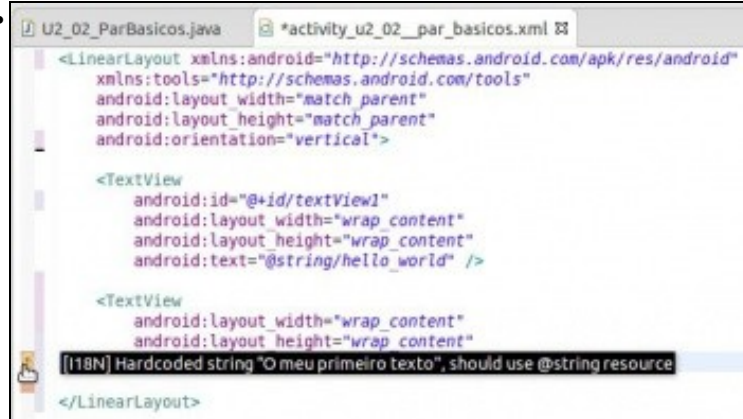 U2_02_ParBasicos.java
*activity_u2_02__par_basicos.xml
<LinearLayout xmlns:android="http://schemas.android.com/apk/res/android"
xmlns:tools="http://schemas.android.com/tools"
android:layout_width="match_parent"
android:layout_height="match_parent"
android:orientation="vertical">
<TextView
android:id="@+id/textView1"
android:layout_width="wrap_content"
android:layout_height="wrap_content"
android:text="@string/hello_world" />
<TextView
android:layout_width="wrap_content"
android:layout_height="wrap_content"
[I18N] Hardcoded string "O meu primeiro texto", should use @string resource
</LinearLayout>